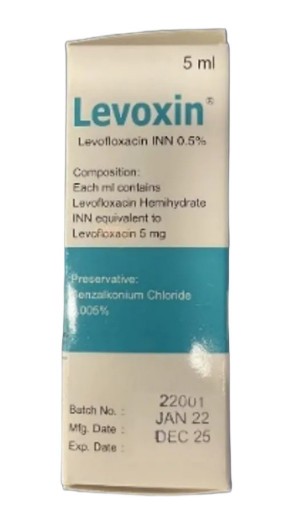 5 ml
Levoxin®
Levofloxacin INN 0.5%
Composition:
Each ml contains
Levofloxacin Hemihydrate
INN equivalent to
Levofloxacin 5 mg
Preservative:
Benzalkonium Chloride
0.005%
Batch No. : 22001
Mfg. Date : JAN 22
Exp. Date : DEC 25